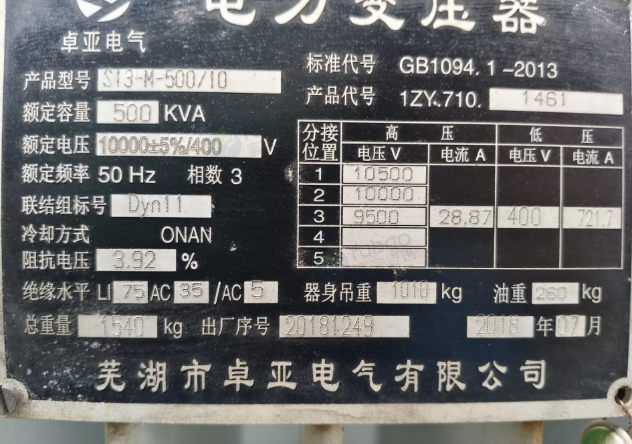 电力变压器
卓亚电气
标准代号 GB1094.1-2013
产品型号 S13-M-500/10
产品代号 1ZY.710. 1461
额定容量 500 KVA
额定电压 10000±5%/400 V
额定频率 50 Hz 相数 3
联结组标号 Dyn11
冷却方式 ONAN
阻抗电压 3.92 %
分接位置 高压 低压
电压 V 电流 A 电压 V 电流 A
1 10500
2 10000
3 9500 28.87 400 721.7
4
5
绝缘水平 LI 75 AC 35 /AC 5 器身吊重 1010 kg 油重 260 kg
总重量 1540 kg 出厂序号 20181249 2018 年 07 月
芜湖市卓亚电气有限公司